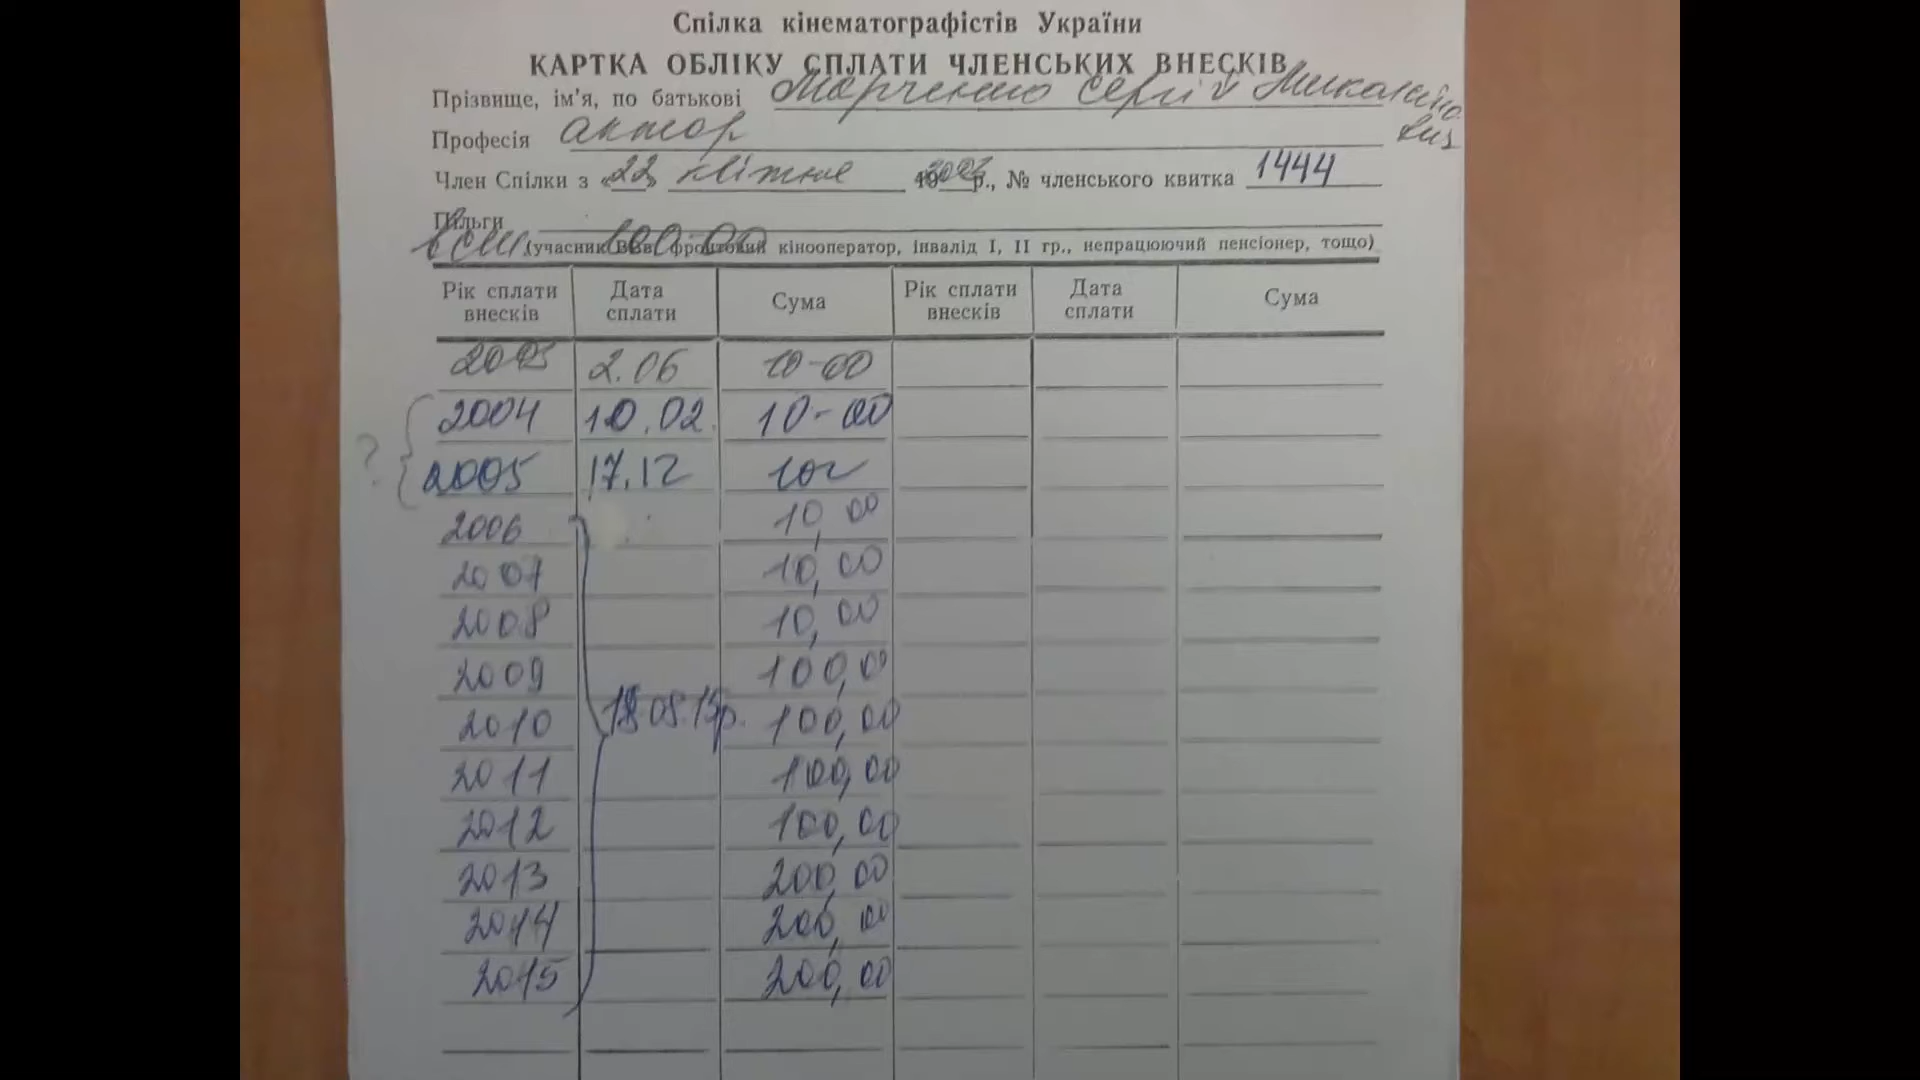 Спілка кінематографістів України
КАРТКА ОБЛІКУ СПЛАТИ ЧЛЕНСЬКИХ ВНЕСКІВ
Прізвище, ім'я, по батькові Марченко Сергій Миколайович
Професія актор
Член Спілки з «22» квітня 2003 р., № членського квитка 1444
Пільги
(учасник ВВв, фронтовий кінооператор, інвалід I, II гр., непрацюючий пенсіонер, тощо)
Рік сплати внесків Дата сплати Сума Рік сплати внесків Дата сплати Сума
2003 2.06 10-00
2004 10.02. 10-00
?
2005 17.12
2006 10,00
2007 10,00
2008 10,00
2009 100,00
2010 100,00
2011 100,00
2012 100,00
2013 200,00
2014 200,00
2015 200,00